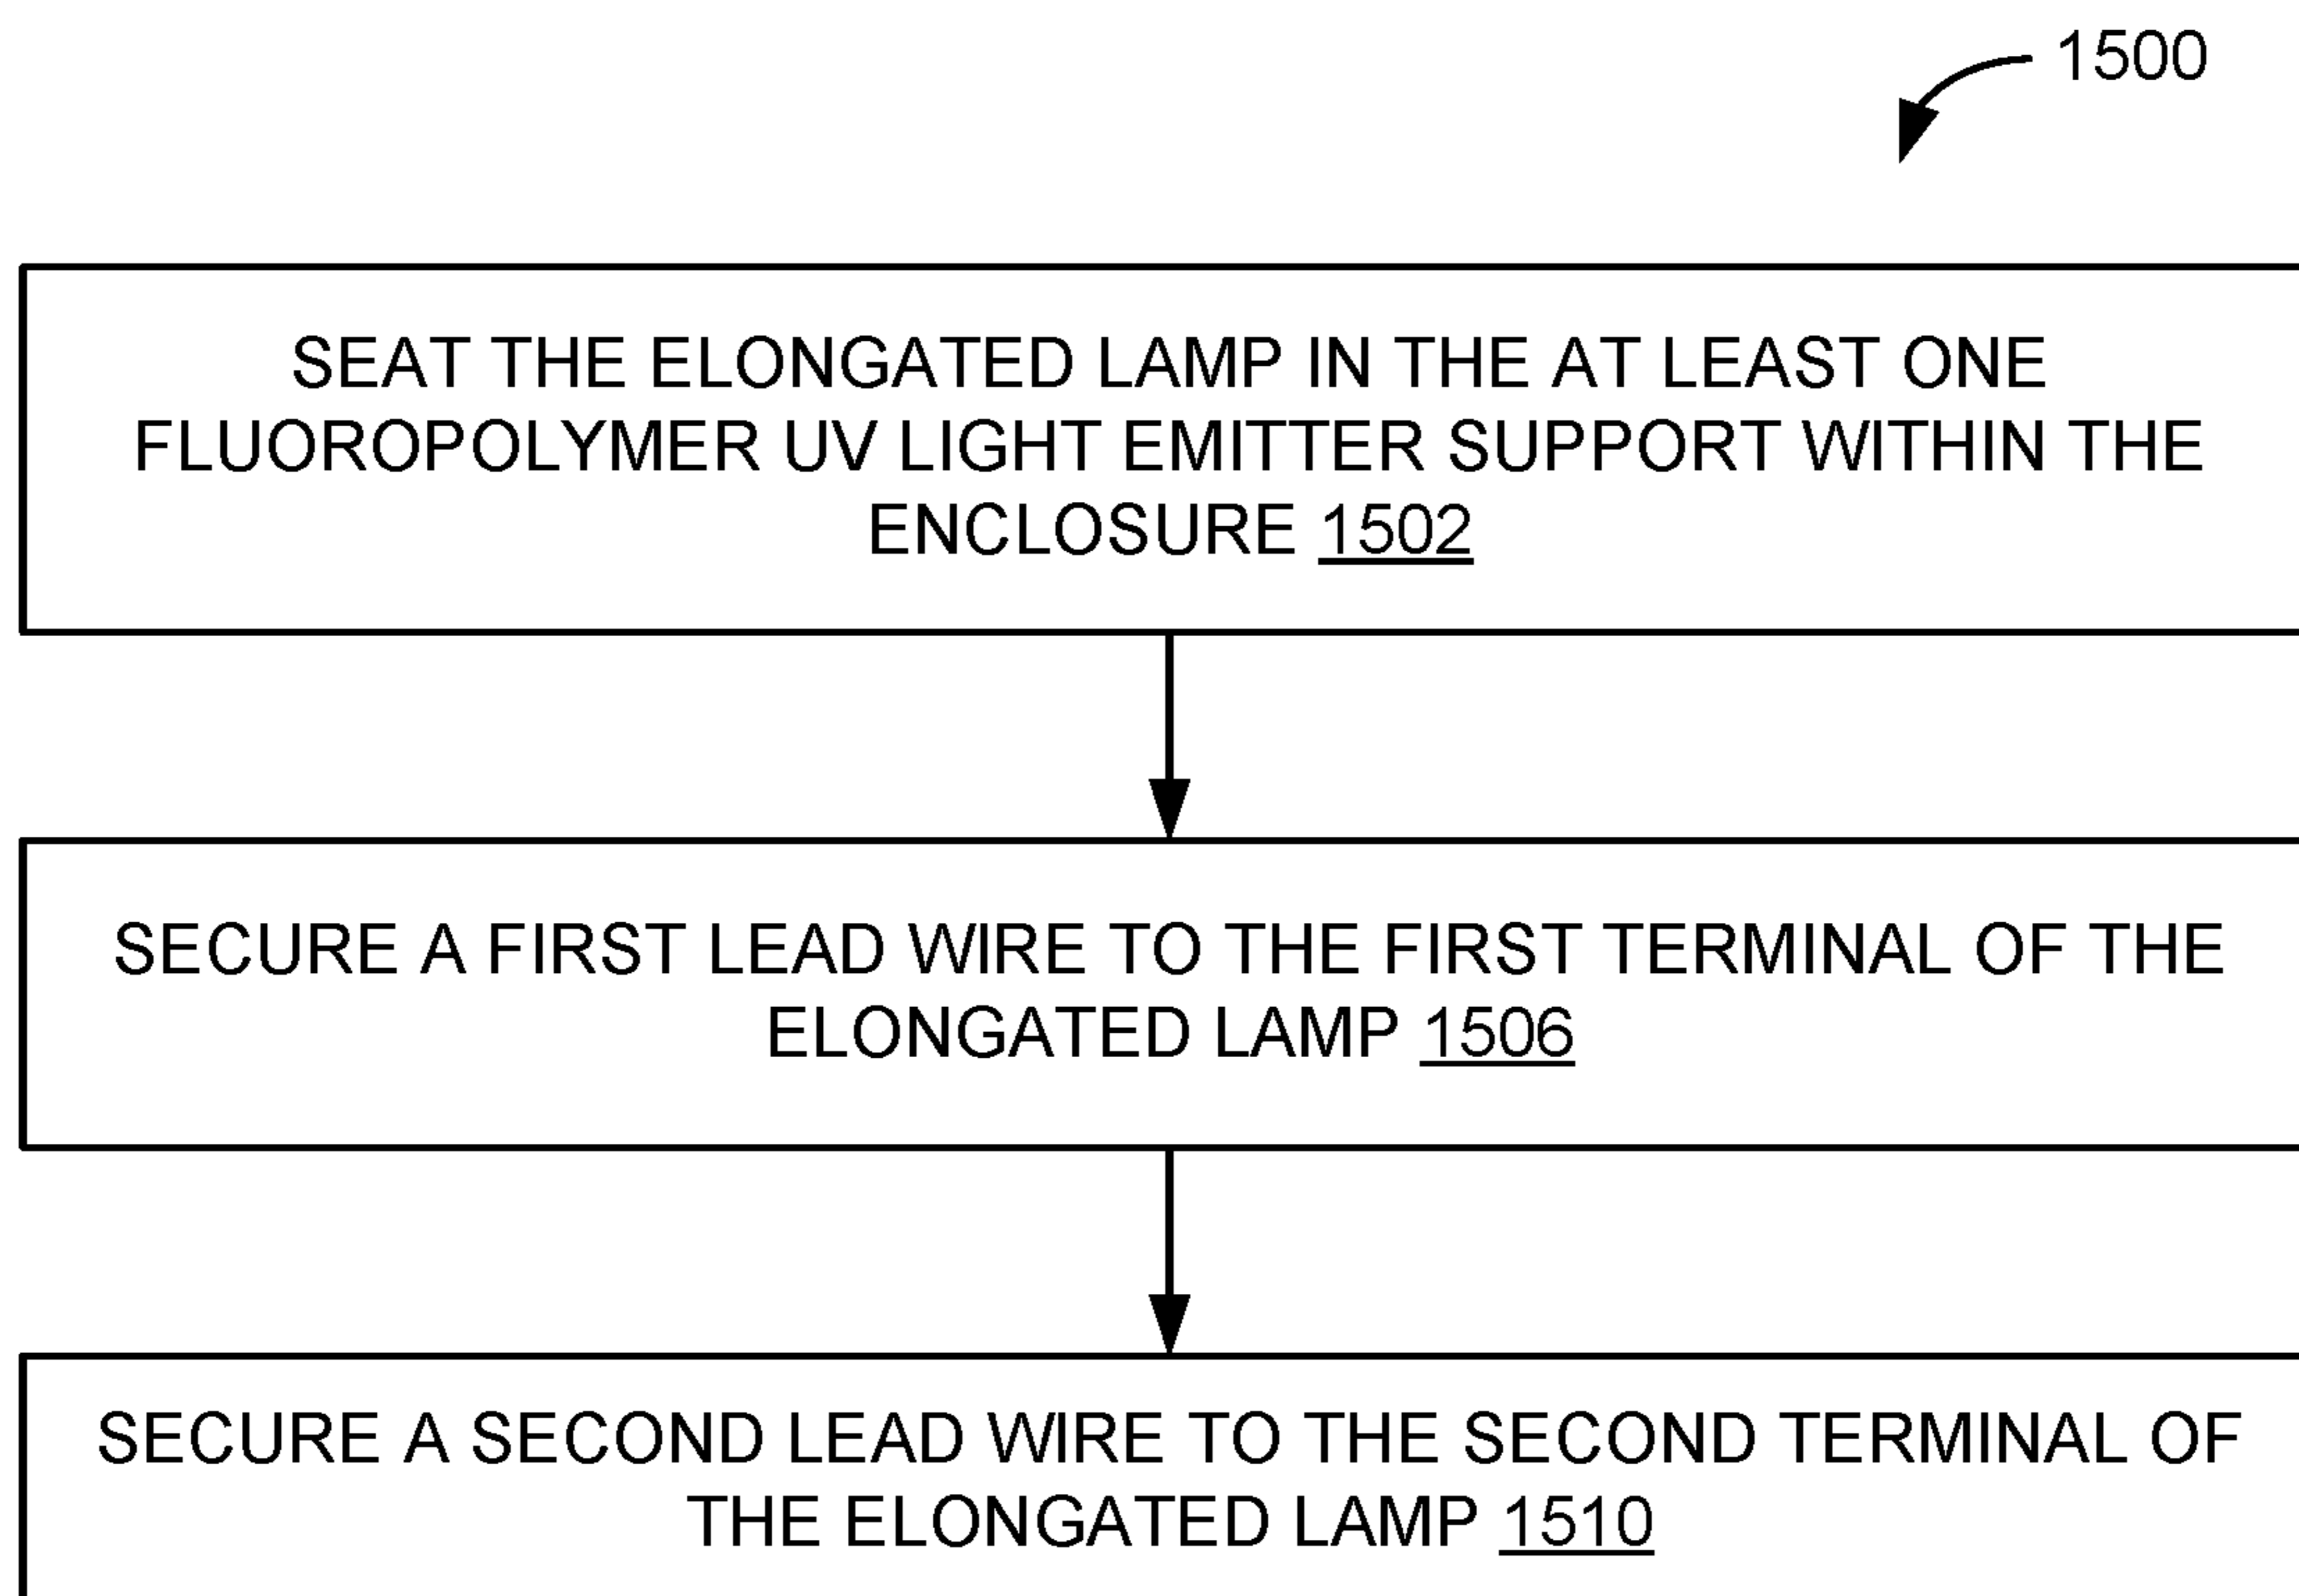 1500
SEAT THE ELONGATED LAMP IN THE AT LEAST ONE
FLUOROPOLYMER UV LIGHT EMITTER SUPPORT WITHIN THE
ENCLOSURE 1502
SECURE A FIRST LEAD WIRE TO THE FIRST TERMINAL OF THE
ELONGATED LAMP 1506
SECURE A SECOND LEAD WIRE TO THE SECOND TERMINAL OF
THE ELONGATED LAMP 1510